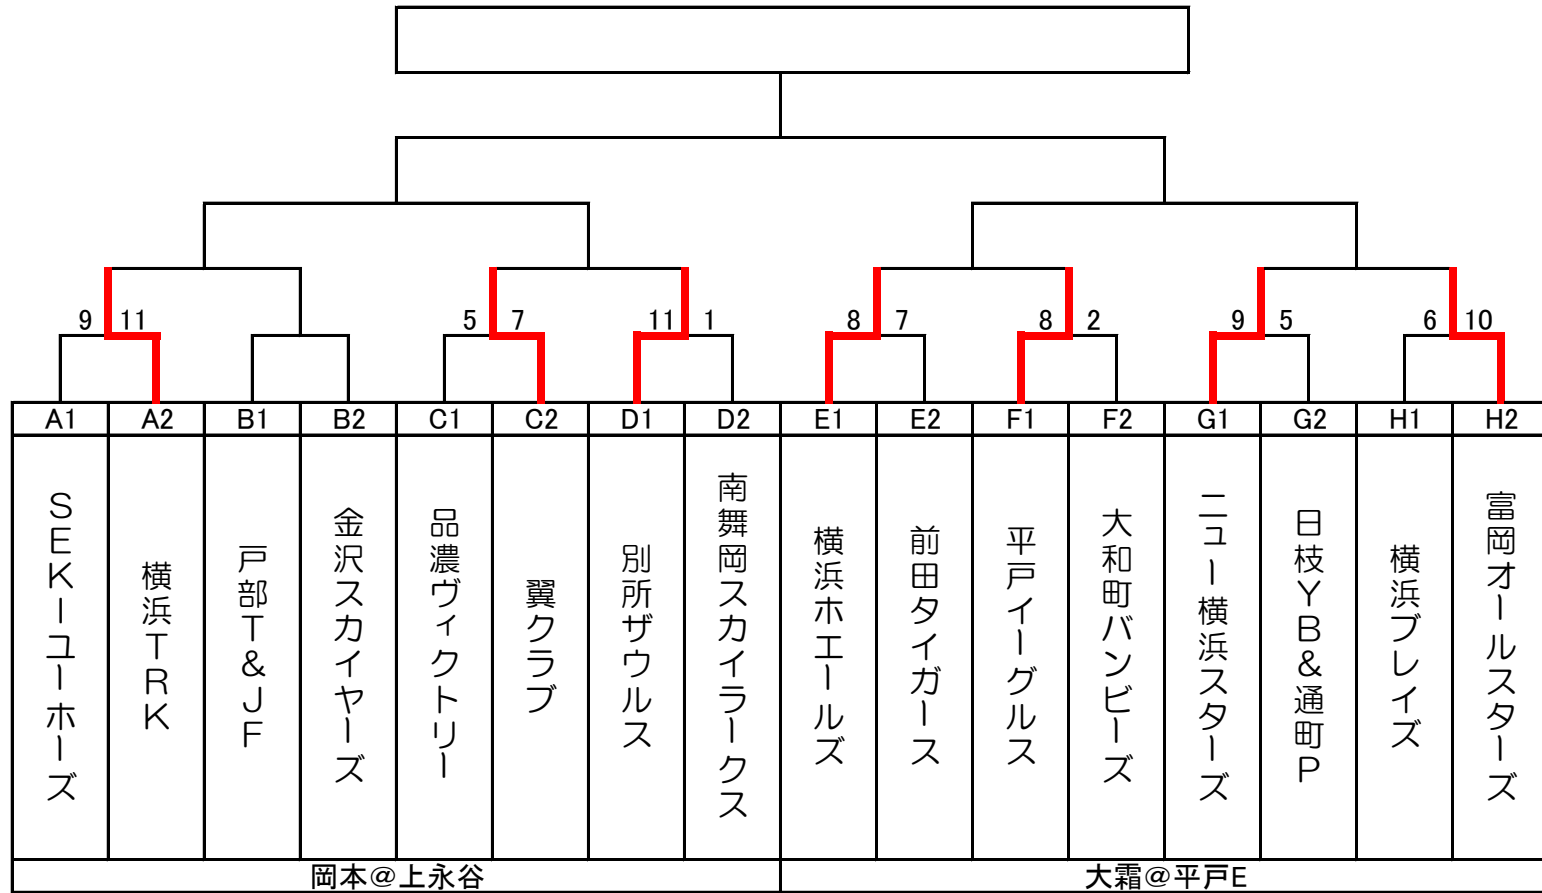 9 11 5 7 11 1 8 7 8 2 9 5 6 10
A1 A2 B1 B2 C1 C2 D1 D2 E1 E2 F1 F2 G1 G2 H1 H2
SEKIユーホーズ
横浜TRK
戸部T&JF
金沢スカイヤーズ
品濃ヴィクトリー
翼クラブ
別所ザウルス
南舞岡スカイラークス
横浜ホエールズ
前田タイガース
平戸イーグルス
大和町バンビーズ
ニュー横浜スターズ
日枝YB&通町P
横浜ブレイズ
富岡オールスターズ
岡本@上永谷 大霜@平戸E